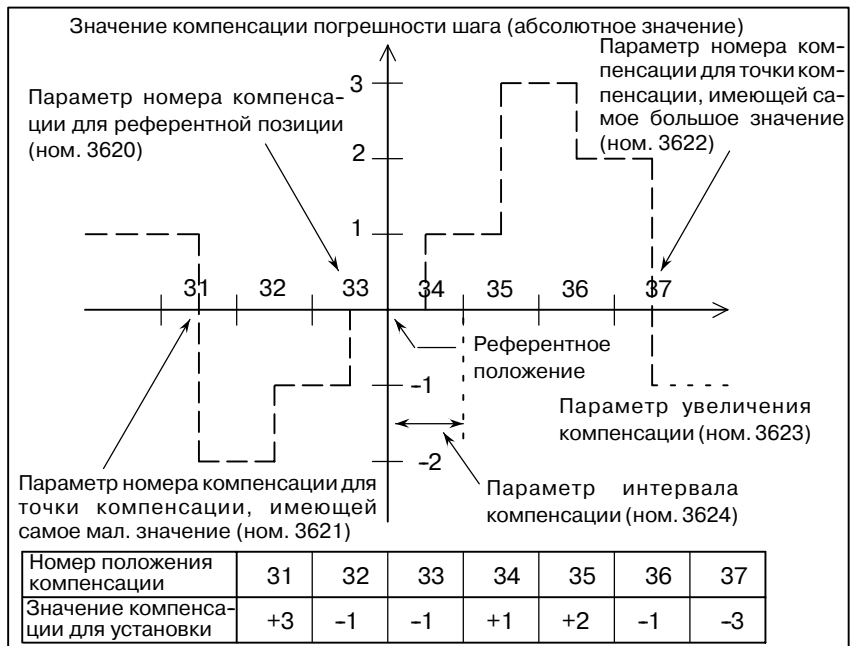 Значение компенсации погрешности шага (абсолютное значение)
Параметр номера ком-
пенсации для точки ком-
пенсации, имеющей са-
мое большое значение
(ном. 3622)
Параметр номера компенса-
ции для референтной позиции
(ном. 3620)
3
2
1
31 32 33 34 35 36 37
Референтное
положение
-1
-2
Параметр увеличения
компенсации (ном. 3623)
Параметр номера компенсации для
точки компенсации, имеющей
самое мал. значение (ном. 3621)
Параметр интервала
компенсации (ном. 3624)
Номер положения
компенсации
31 32 33 34 35 36 37
Значение компенса-
ции для установки
+3 -1 -1 +1 +2 -1 -3